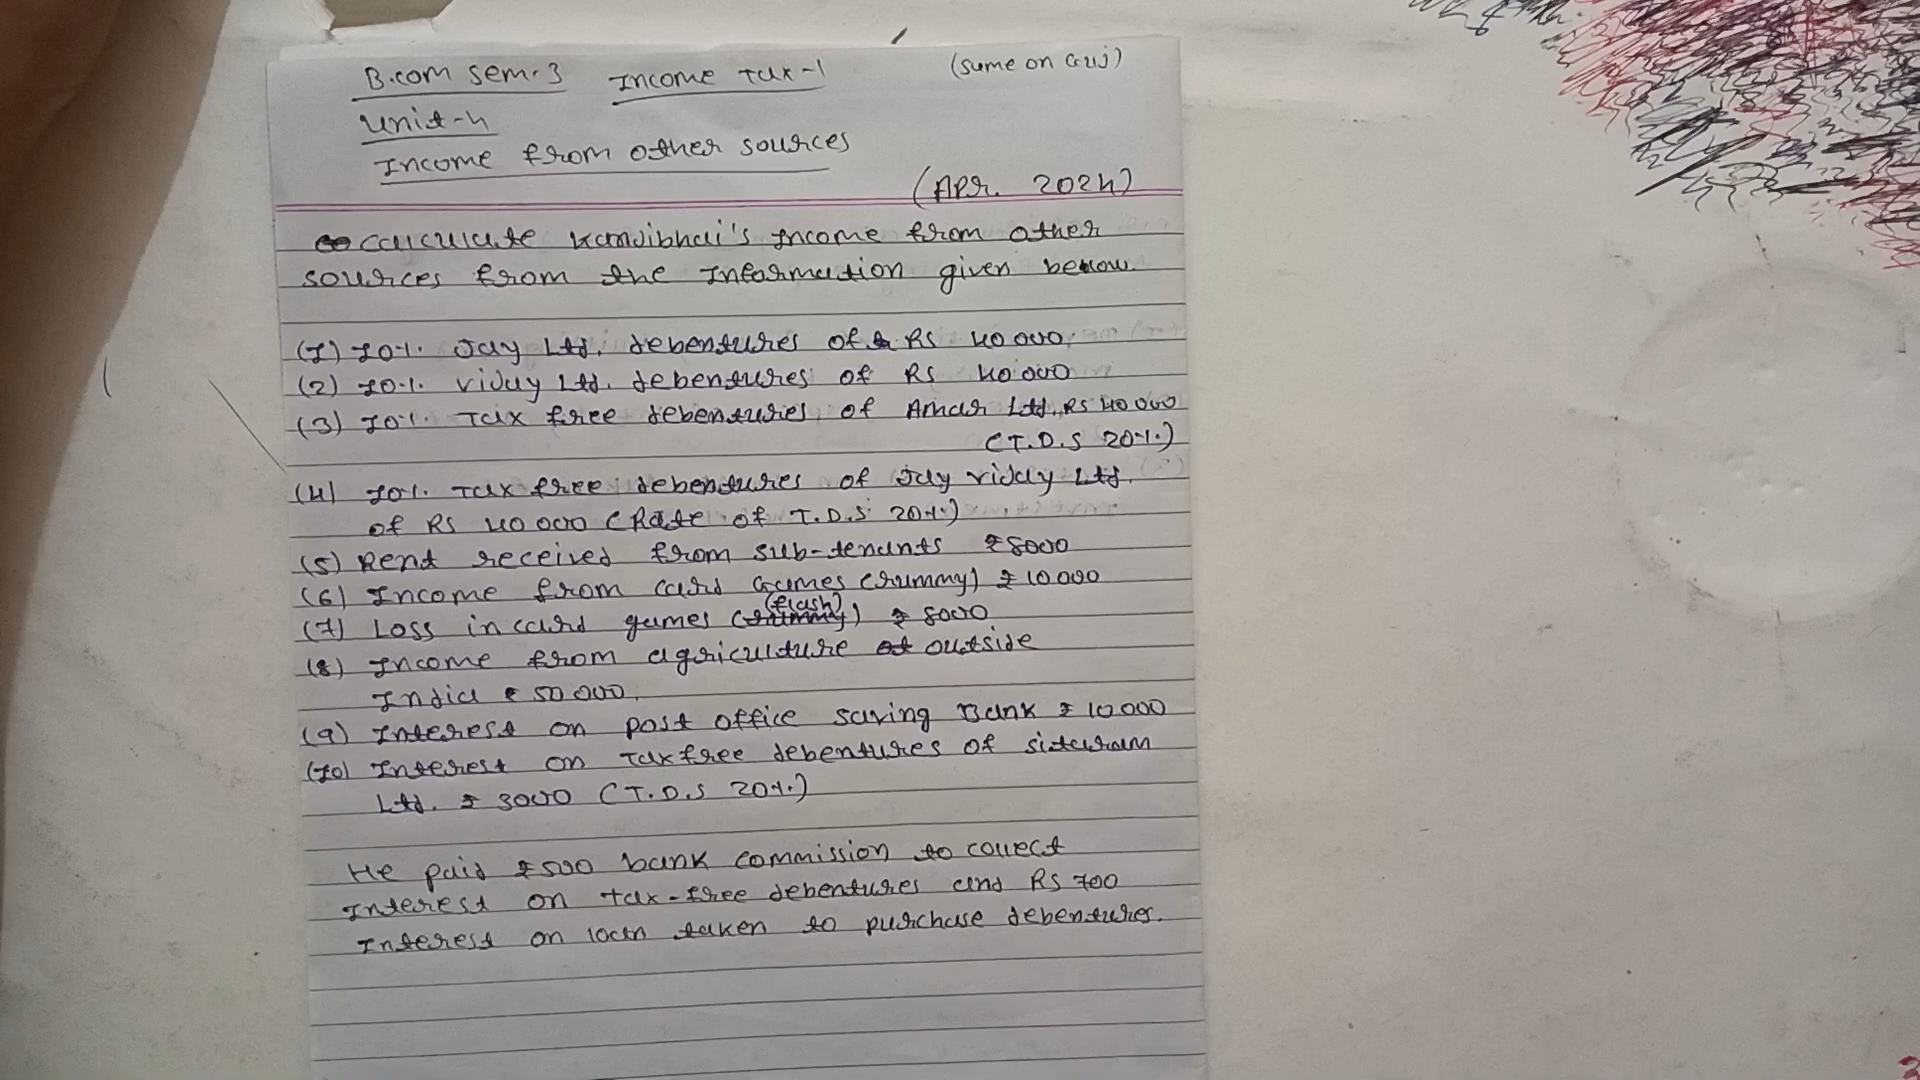 B.com sem-3 Income Tax-1 (sume on Guj)
Unit-4
Income from other sources
(Apr. 2024)
calculate Kanjibhai's Income from other
sources from the Information given below.
(1) 10%. Jay Ltd. debentures of Rs 40000.
(2) 10%. Vijay Ltd. debentures of Rs 40000
(3) 10%. Tax free debentures of Amar Ltd. Rs 40000
(T.D.S 20%.)
(4) 10%. Tax free debentures of Jay vijay Ltd.
of Rs 40000 (Rate of T.D.S 20%.)
(5) Rent received from sub-tenants ₹8000
(6) Income from card Games (rummy) ₹ 10000
(flash)
(7) Loss in card games (rummy) ₹ 8000
(8) Income from agriculture outside
India ₹ 50000.
(9) Interest on post office saving Bank ₹ 10000
(10) Interest on Tax free debentures of sitaram
Ltd. ₹ 3000 (T.D.S 20%.)
He paid ₹500 bank commission to collect
Interest on tax-free debentures and Rs 700
Interest on loan taken to purchase debentures.